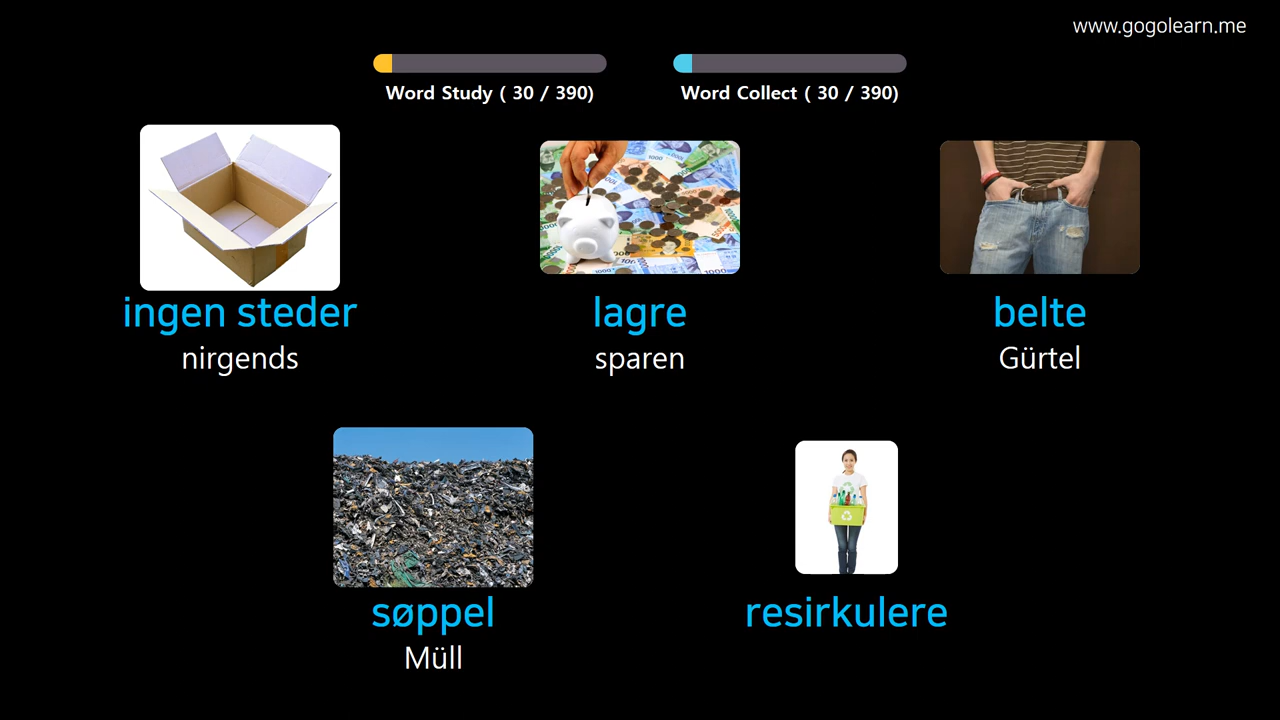 www.gogolearn.me
Word Study ( 30 / 390)
Word Collect ( 30 / 390)
ingen steder
nirgends
lagre
sparen
belte
Gürtel
søppel
Müll
resirkulere